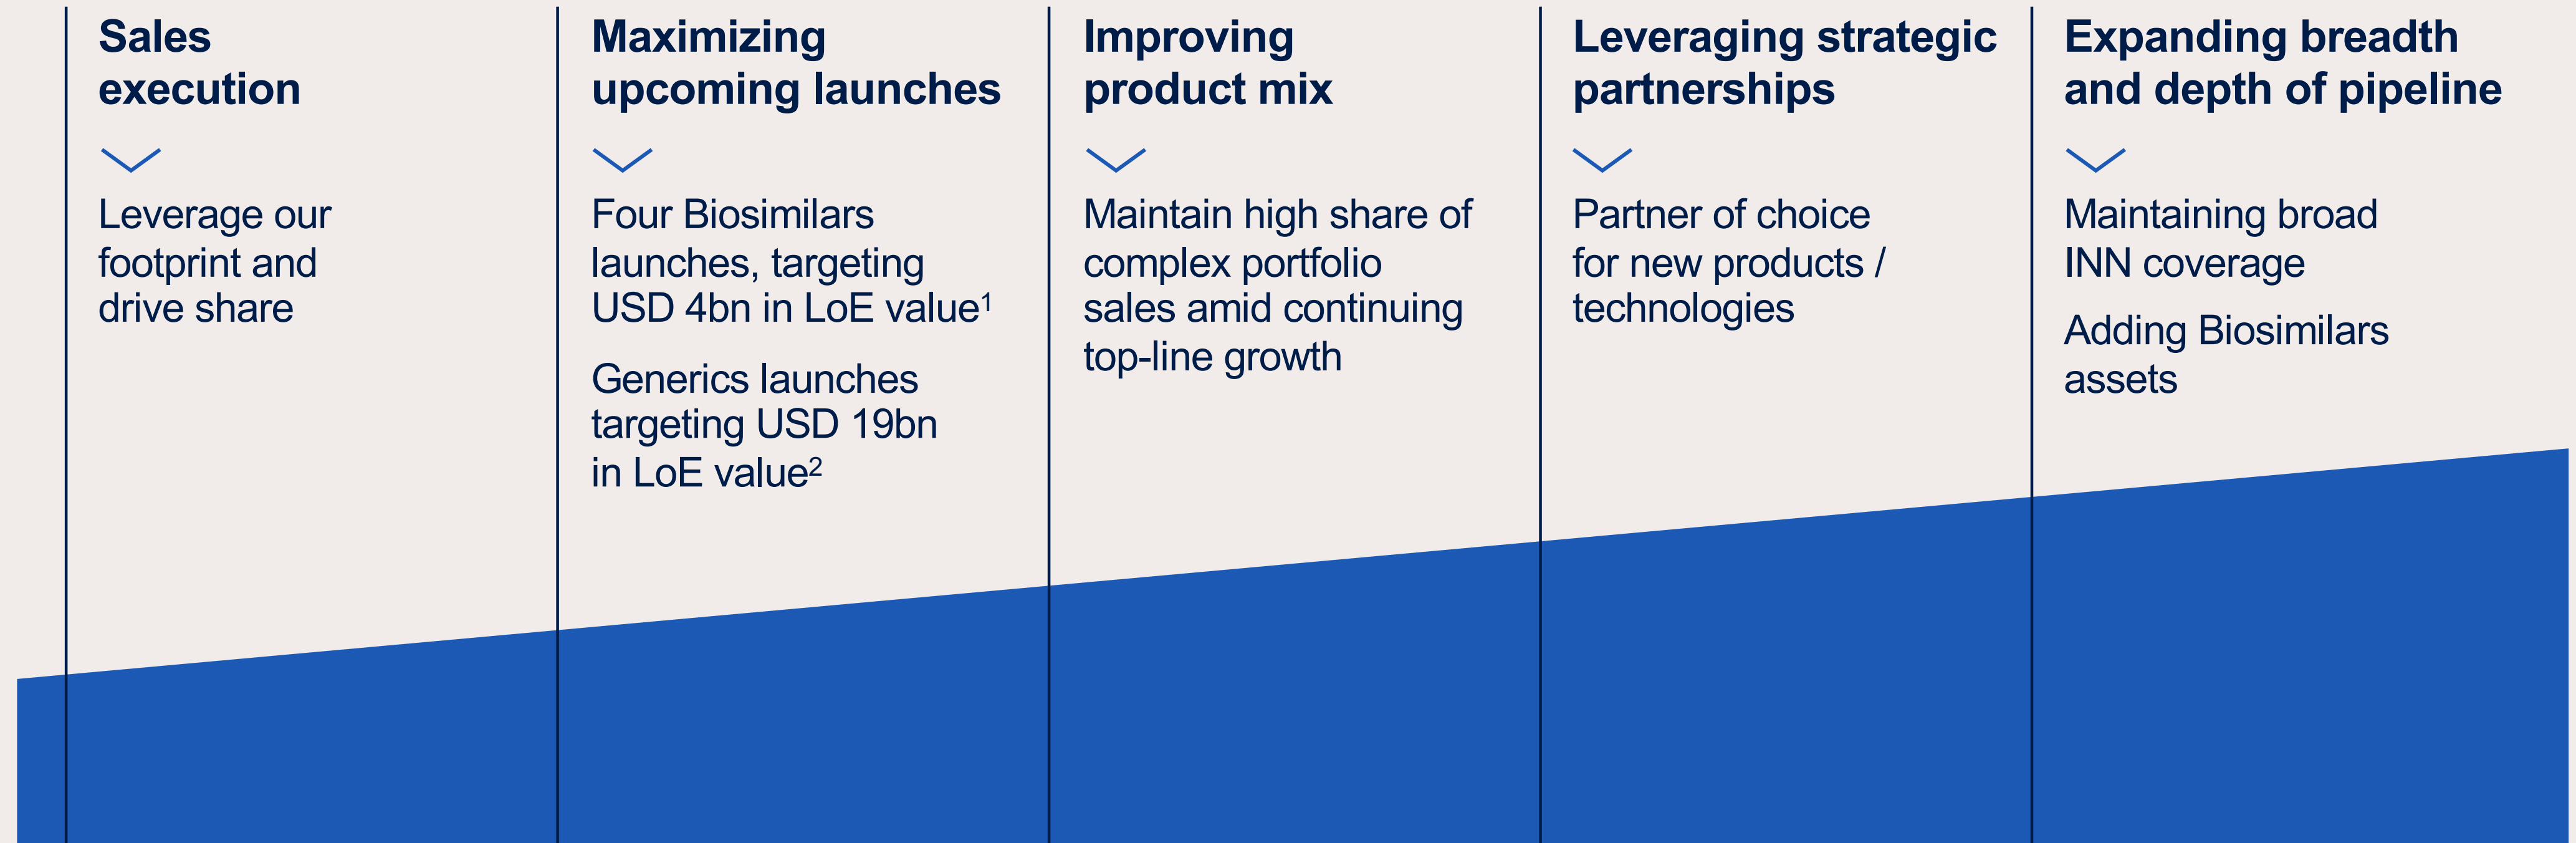 Sales
execution
Leverage our
footprint and
drive share
Maximizing
upcoming launches
Four Biosimilars
launches, targeting
USD 4bn in LoE value¹
Generics launches
targeting USD 19bn
in LoE value²
Improving
product mix
Maintain high share of
complex portfolio
sales amid continuing
top-line growth
Leveraging strategic
partnerships
Partner of choice
for new products /
technologies
Expanding breadth
and depth of pipeline
Maintaining broad
INN coverage
Adding Biosimilars
assets